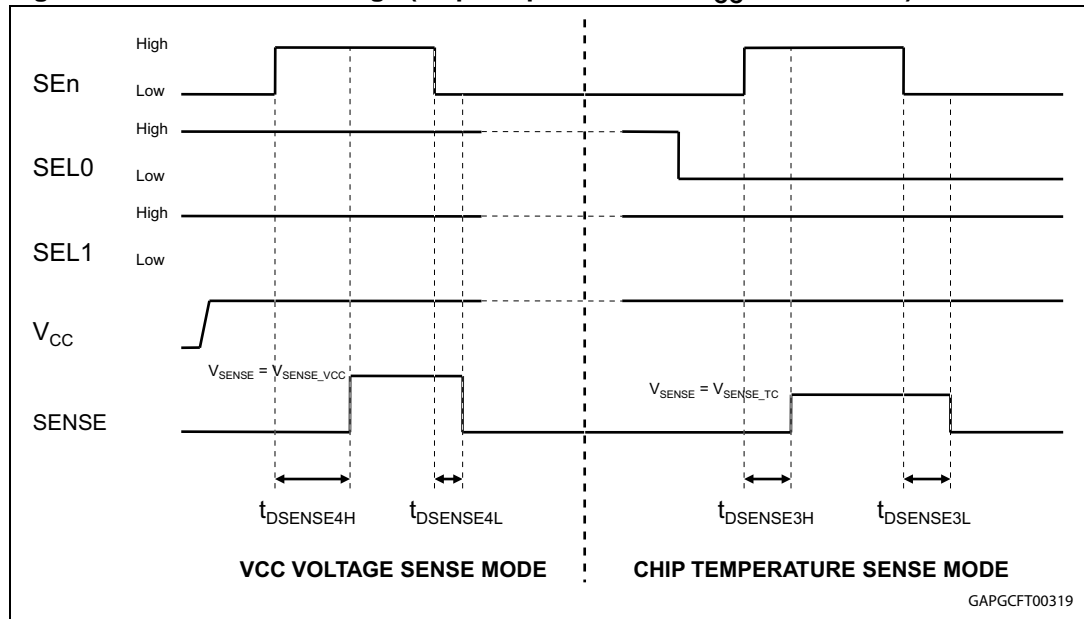 High
SEn
Low
High
SEL0
Low
High
SEL1
Low
VCC
VSENSE = VSENSE_VCC
VSENSE = VSENSE_TC
SENSE
tDSENSE4H tDSENSE4L tDSENSE3H tDSENSE3L
VCC VOLTAGE SENSE MODE CHIP TEMPERATURE SENSE MODE
GAPGCFT00319